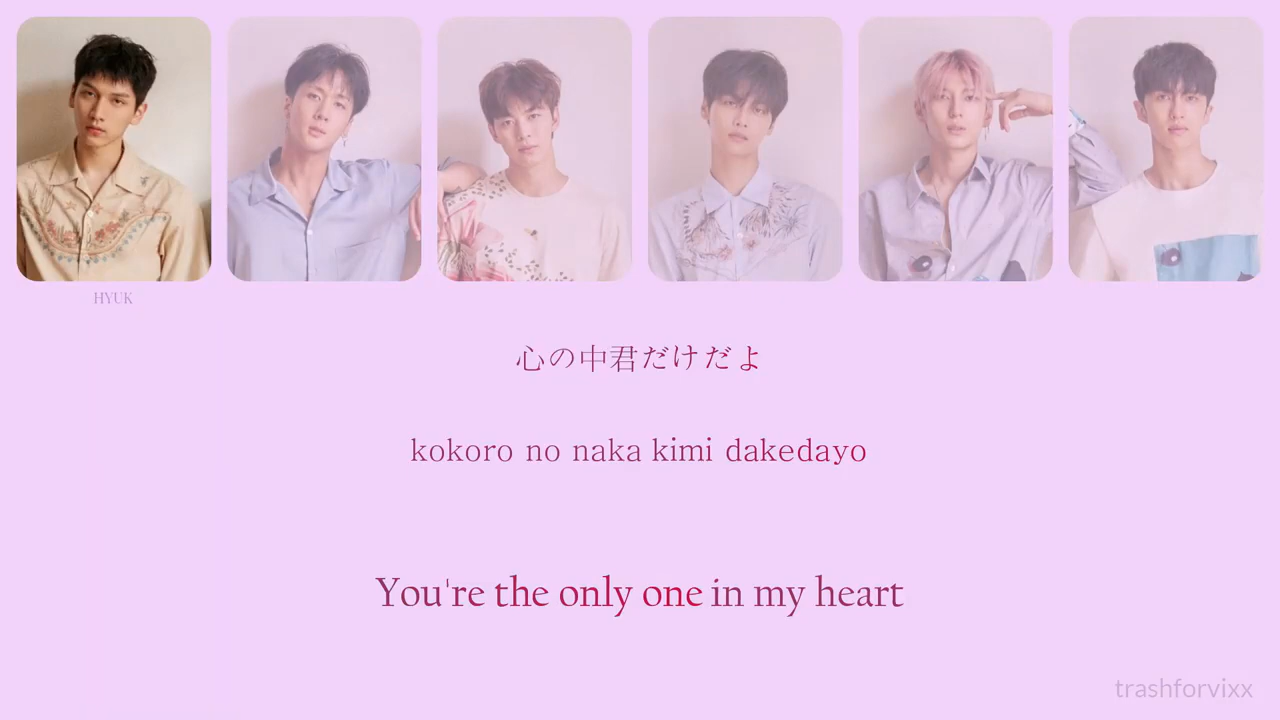 HYUK
心の中君だけだよ
kokoro no naka kimi dakedayo
You're the only one in my heart
trashforvixx